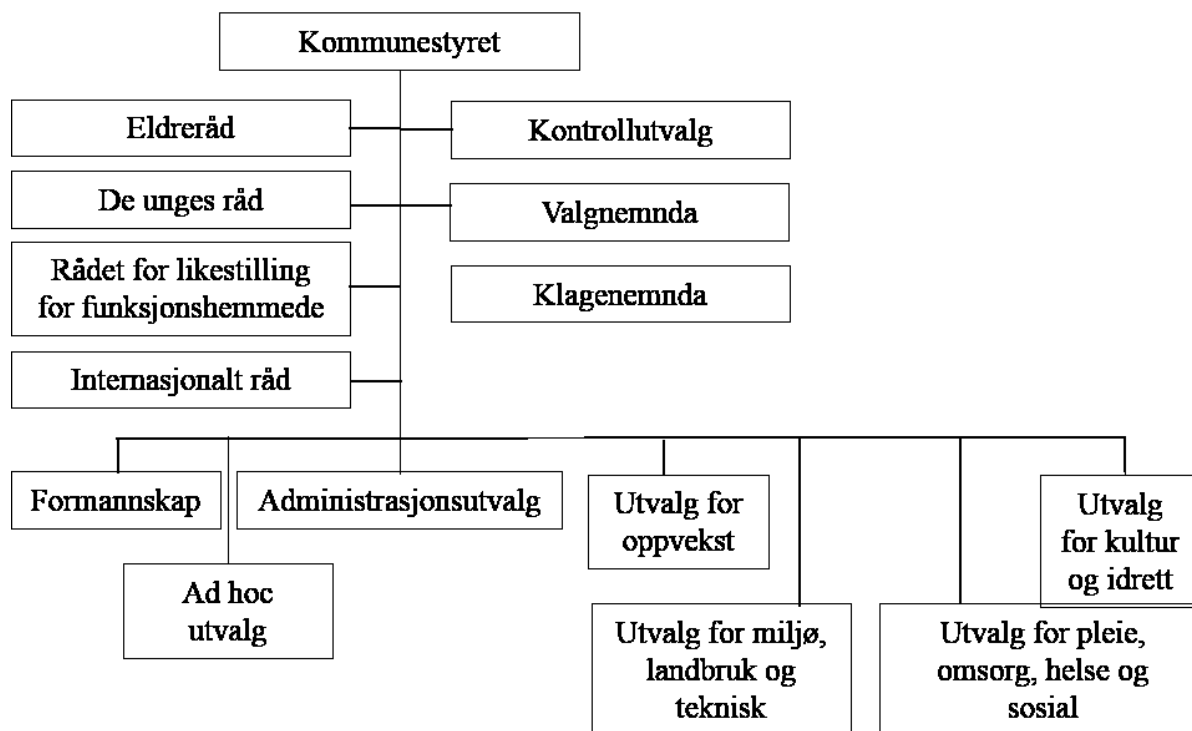 Kommunestyret
Eldreråd
Kontrollutvalg
De unges råd
Valgnemnda
Rådet for likestilling
for funksjonshemmede
Klagenemnda
Internasjonalt råd
Formannskap
Administrasjonsutvalg
Utvalg for
oppvekst
Utvalg
for kultur
og idrett
Ad hoc
utvalg
Utvalg for miljø,
landbruk og
teknisk
Utvalg for pleie,
omsorg, helse og
sosial